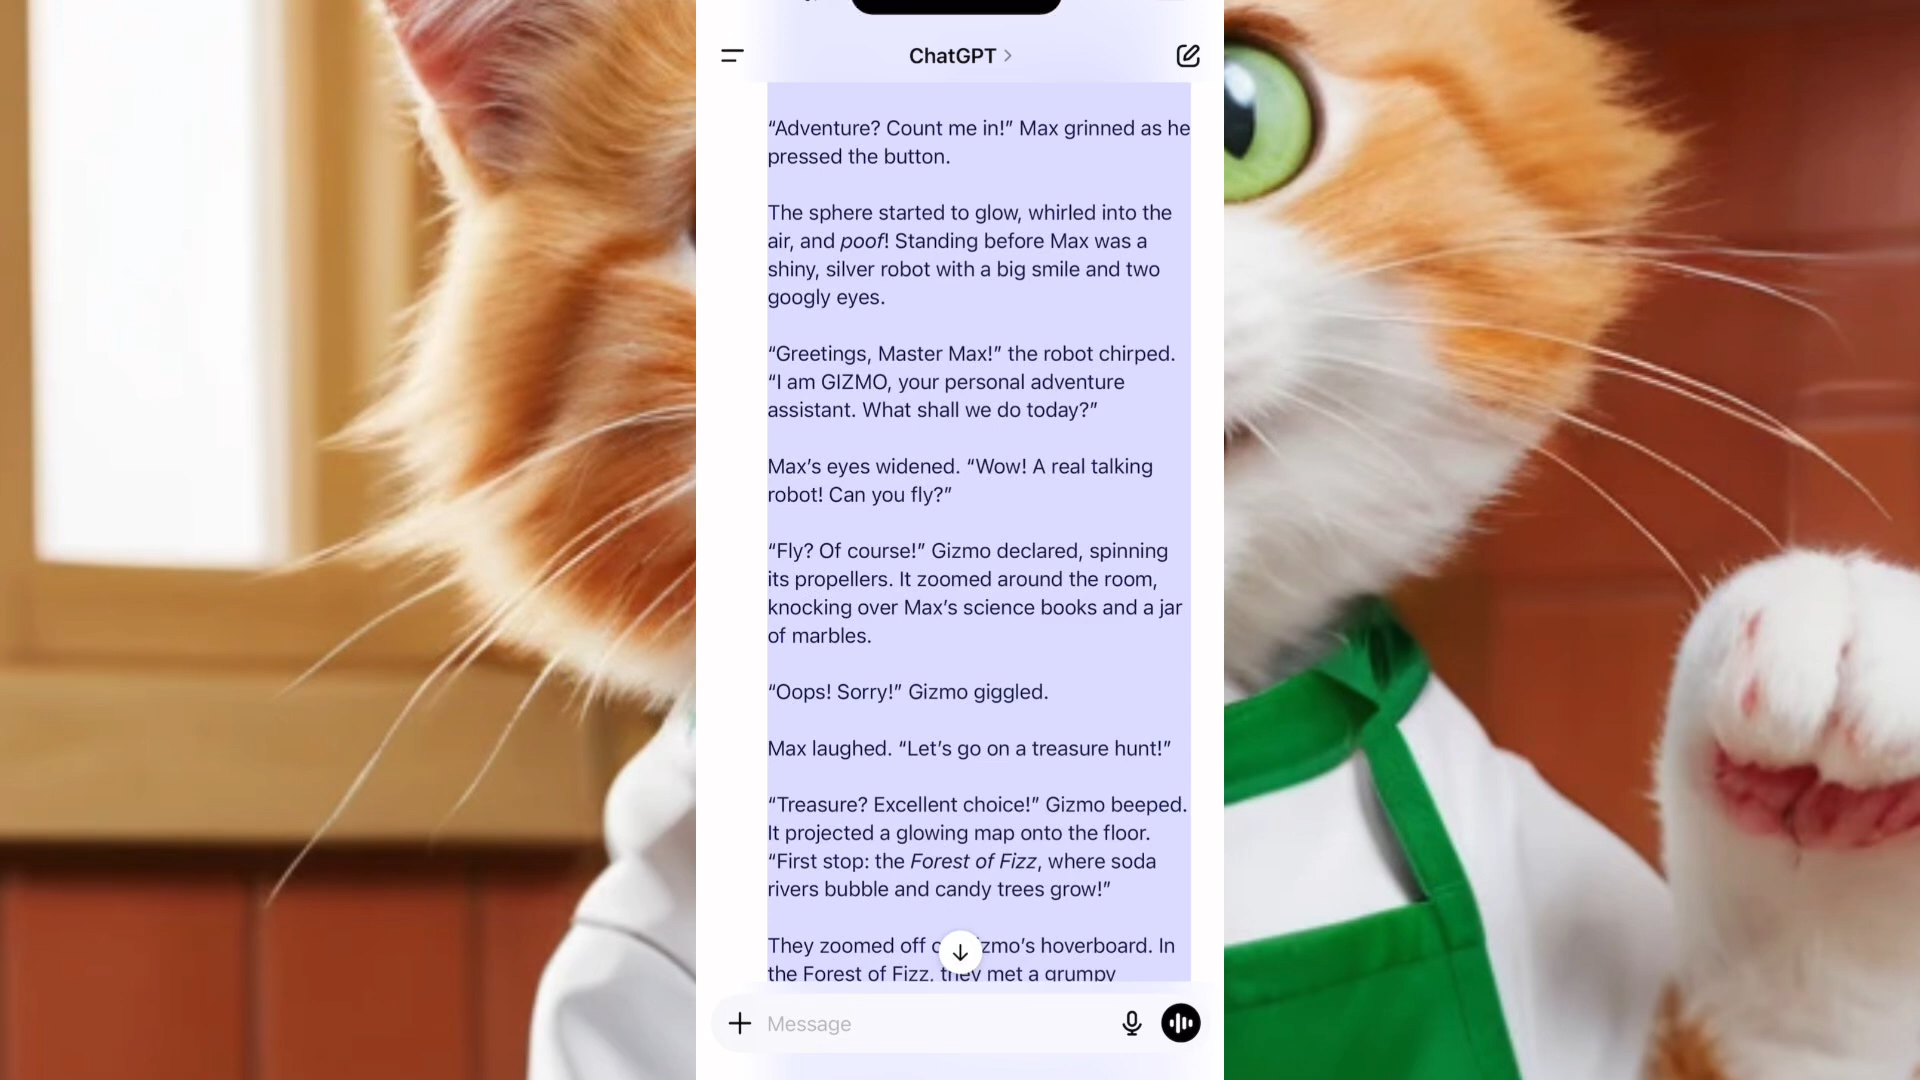 ChatGPT
“Adventure? Count me in!” Max grinned as he
pressed the button.
The sphere started to glow, whirled into the
air, and poof! Standing before Max was a
shiny, silver robot with a big smile and two
googly eyes.
“Greetings, Master Max!” the robot chirped.
“I am GIZMO, your personal adventure
assistant. What shall we do today?”
Max’s eyes widened. “Wow! A real talking
robot! Can you fly?”
“Fly? Of course!” Gizmo declared, spinning
its propellers. It zoomed around the room,
knocking over Max’s science books and a jar
of marbles.
“Oops! Sorry!” Gizmo giggled.
Max laughed. “Let’s go on a treasure hunt!”
“Treasure? Excellent choice!” Gizmo beeped.
It projected a glowing map onto the floor.
“First stop: the Forest of Fizz, where soda
rivers bubble and candy trees grow!”
They zoomed off hoverboard. In
the Forest of Fizz, they met a grumpy
Message